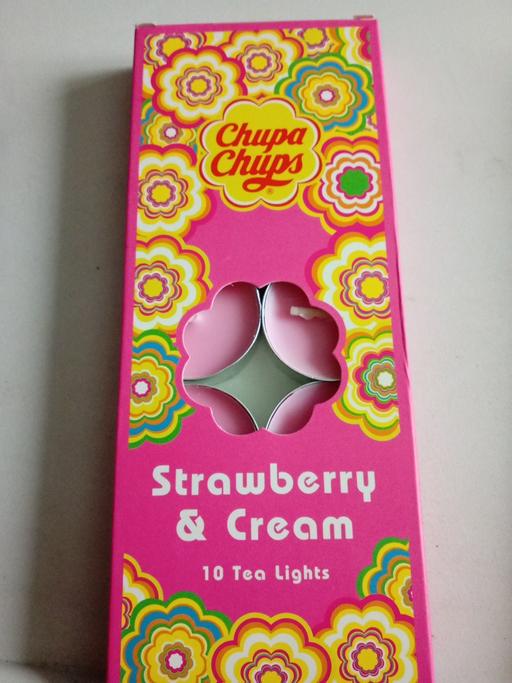 Chupa
Chups
Strawberry
& Cream
10 Tea Lights